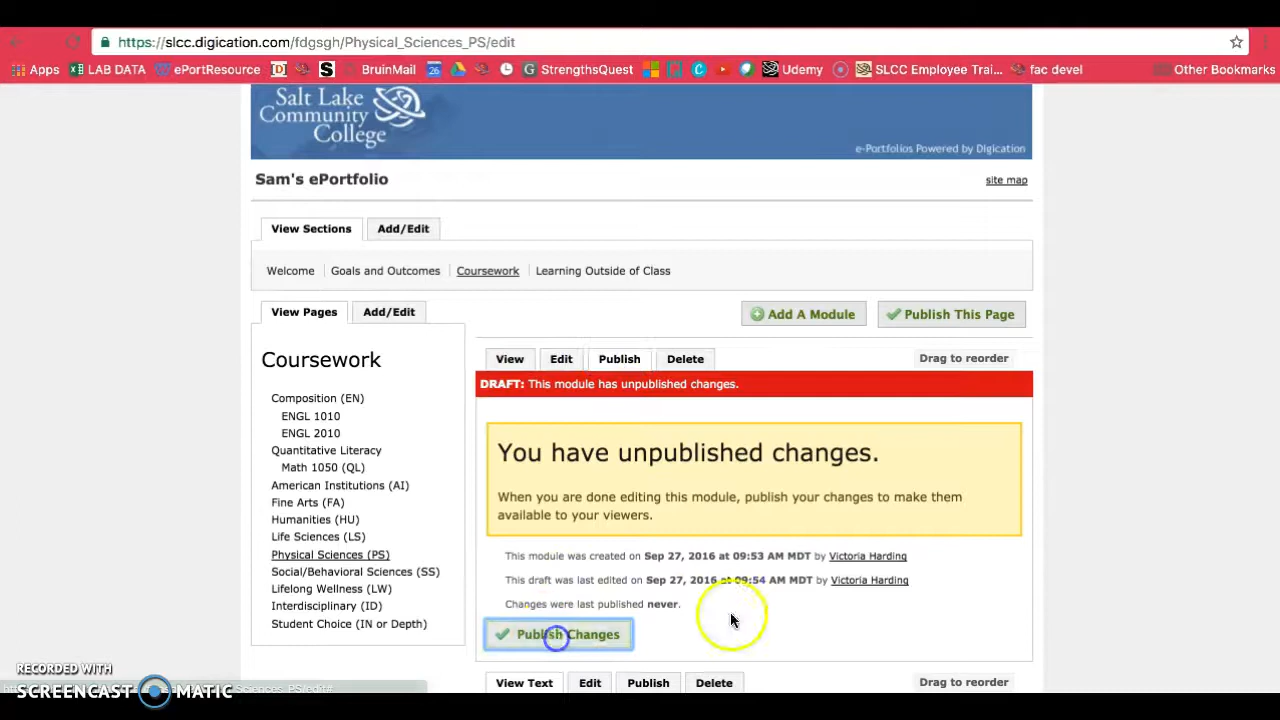 https://slcc.digication.com/fdgsgh/Physical_Sciences_PS/edit
Apps LAB DATA ePortResource BruinMail 26 StrengthsQuest Udemy SLCC Employee Trai... fac devel Other Bookmarks
Salt Lake
Community
College
e-Portfolios Powered by Digication
Sam's ePortfolio
site map
View Sections Add/Edit
Welcome Goals and Outcomes Coursework Learning Outside of Class
View Pages Add/Edit
Add A Module Publish This Page
Coursework
Composition (EN)
ENGL 1010
ENGL 2010
Quantitative Literacy
Math 1050 (QL)
American Institutions (AI)
Fine Arts (FA)
Humanities (HU)
Life Sciences (LS)
Physical Sciences (PS)
Social/Behavioral Sciences (SS)
Lifelong Wellness (LW)
Interdisciplinary (ID)
Student Choice (IN or Depth)
View Edit Publish Delete Drag to reorder
DRAFT: This module has unpublished changes.
You have unpublished changes.
When you are done editing this module, publish your changes to make them
available to your viewers.
This module was created on Sep 27, 2016 at 09:53 AM MDT by Victoria Harding
This draft was last edited on Sep 27, 2016 at 09:54 AM MDT by Victoria Harding
Changes were last published never.
Publish Changes
View Text Edit Publish Delete Drag to reorder
RECORDED WITH
SCREENCAST MATIC